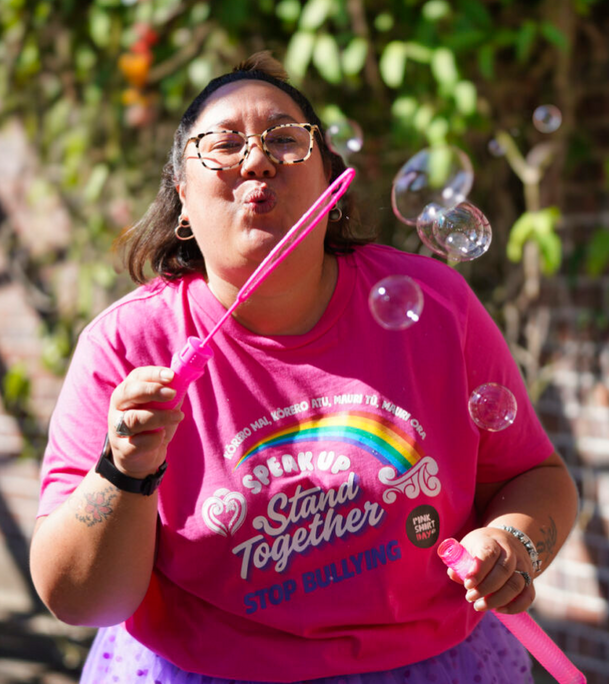 KŌRERO MAI, KŌRERO ATU, MAURI TŪ, MAURI ORA
SPEAK UP
Stand
Together
STOP BULLYING
PINK
SHIRT
DAY